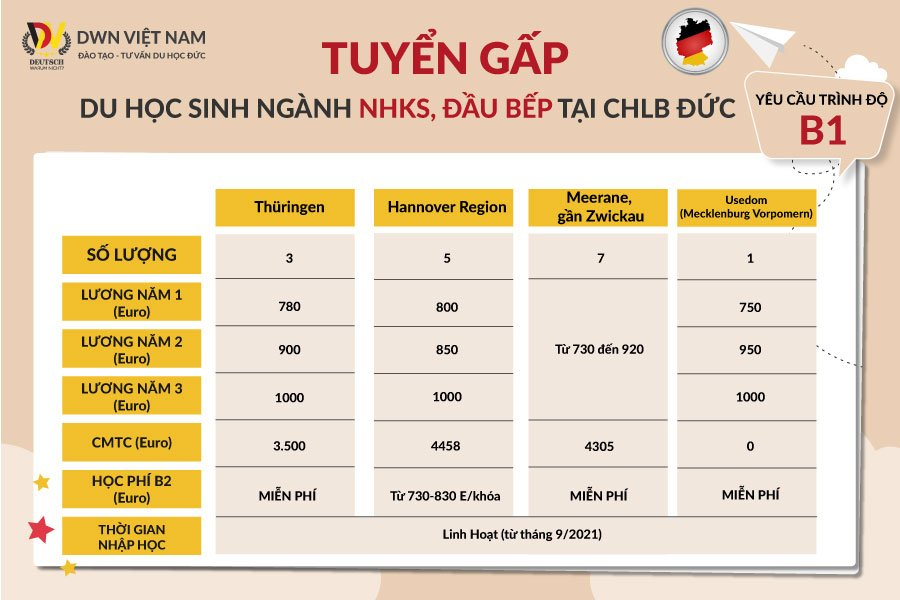 DWN VIỆT NAM
ĐÀO TẠO - TƯ VẤN DU HỌC ĐỨC
DEUTSCH
WARUM NICHT?
TUYỂN GẤP
DU HỌC SINH NGÀNH NHKS, ĐẦU BẾP TẠI CHLB ĐỨC
YÊU CẦU TRÌNH ĐỘ
B1
Thüringen
Hannover Region
Meerane,
gần Zwickau
Usedom
(Mecklenburg Vorpomern)
SỐ LƯỢNG
3
5
7
1
LƯƠNG NĂM 1
(Euro)
780
800
750
LƯƠNG NĂM 2
(Euro)
900
850
Từ 730 đến 920
950
LƯƠNG NĂM 3
(Euro)
1000
1000
1000
CMTC (Euro)
3.500
4458
4305
0
HỌC PHÍ B2
(Euro)
MIỄN PHÍ
Từ 730-830 E/khóa
MIỄN PHÍ
MIỄN PHÍ
THỜI GIAN
NHẬP HỌC
Linh Hoạt (từ tháng 9/2021)